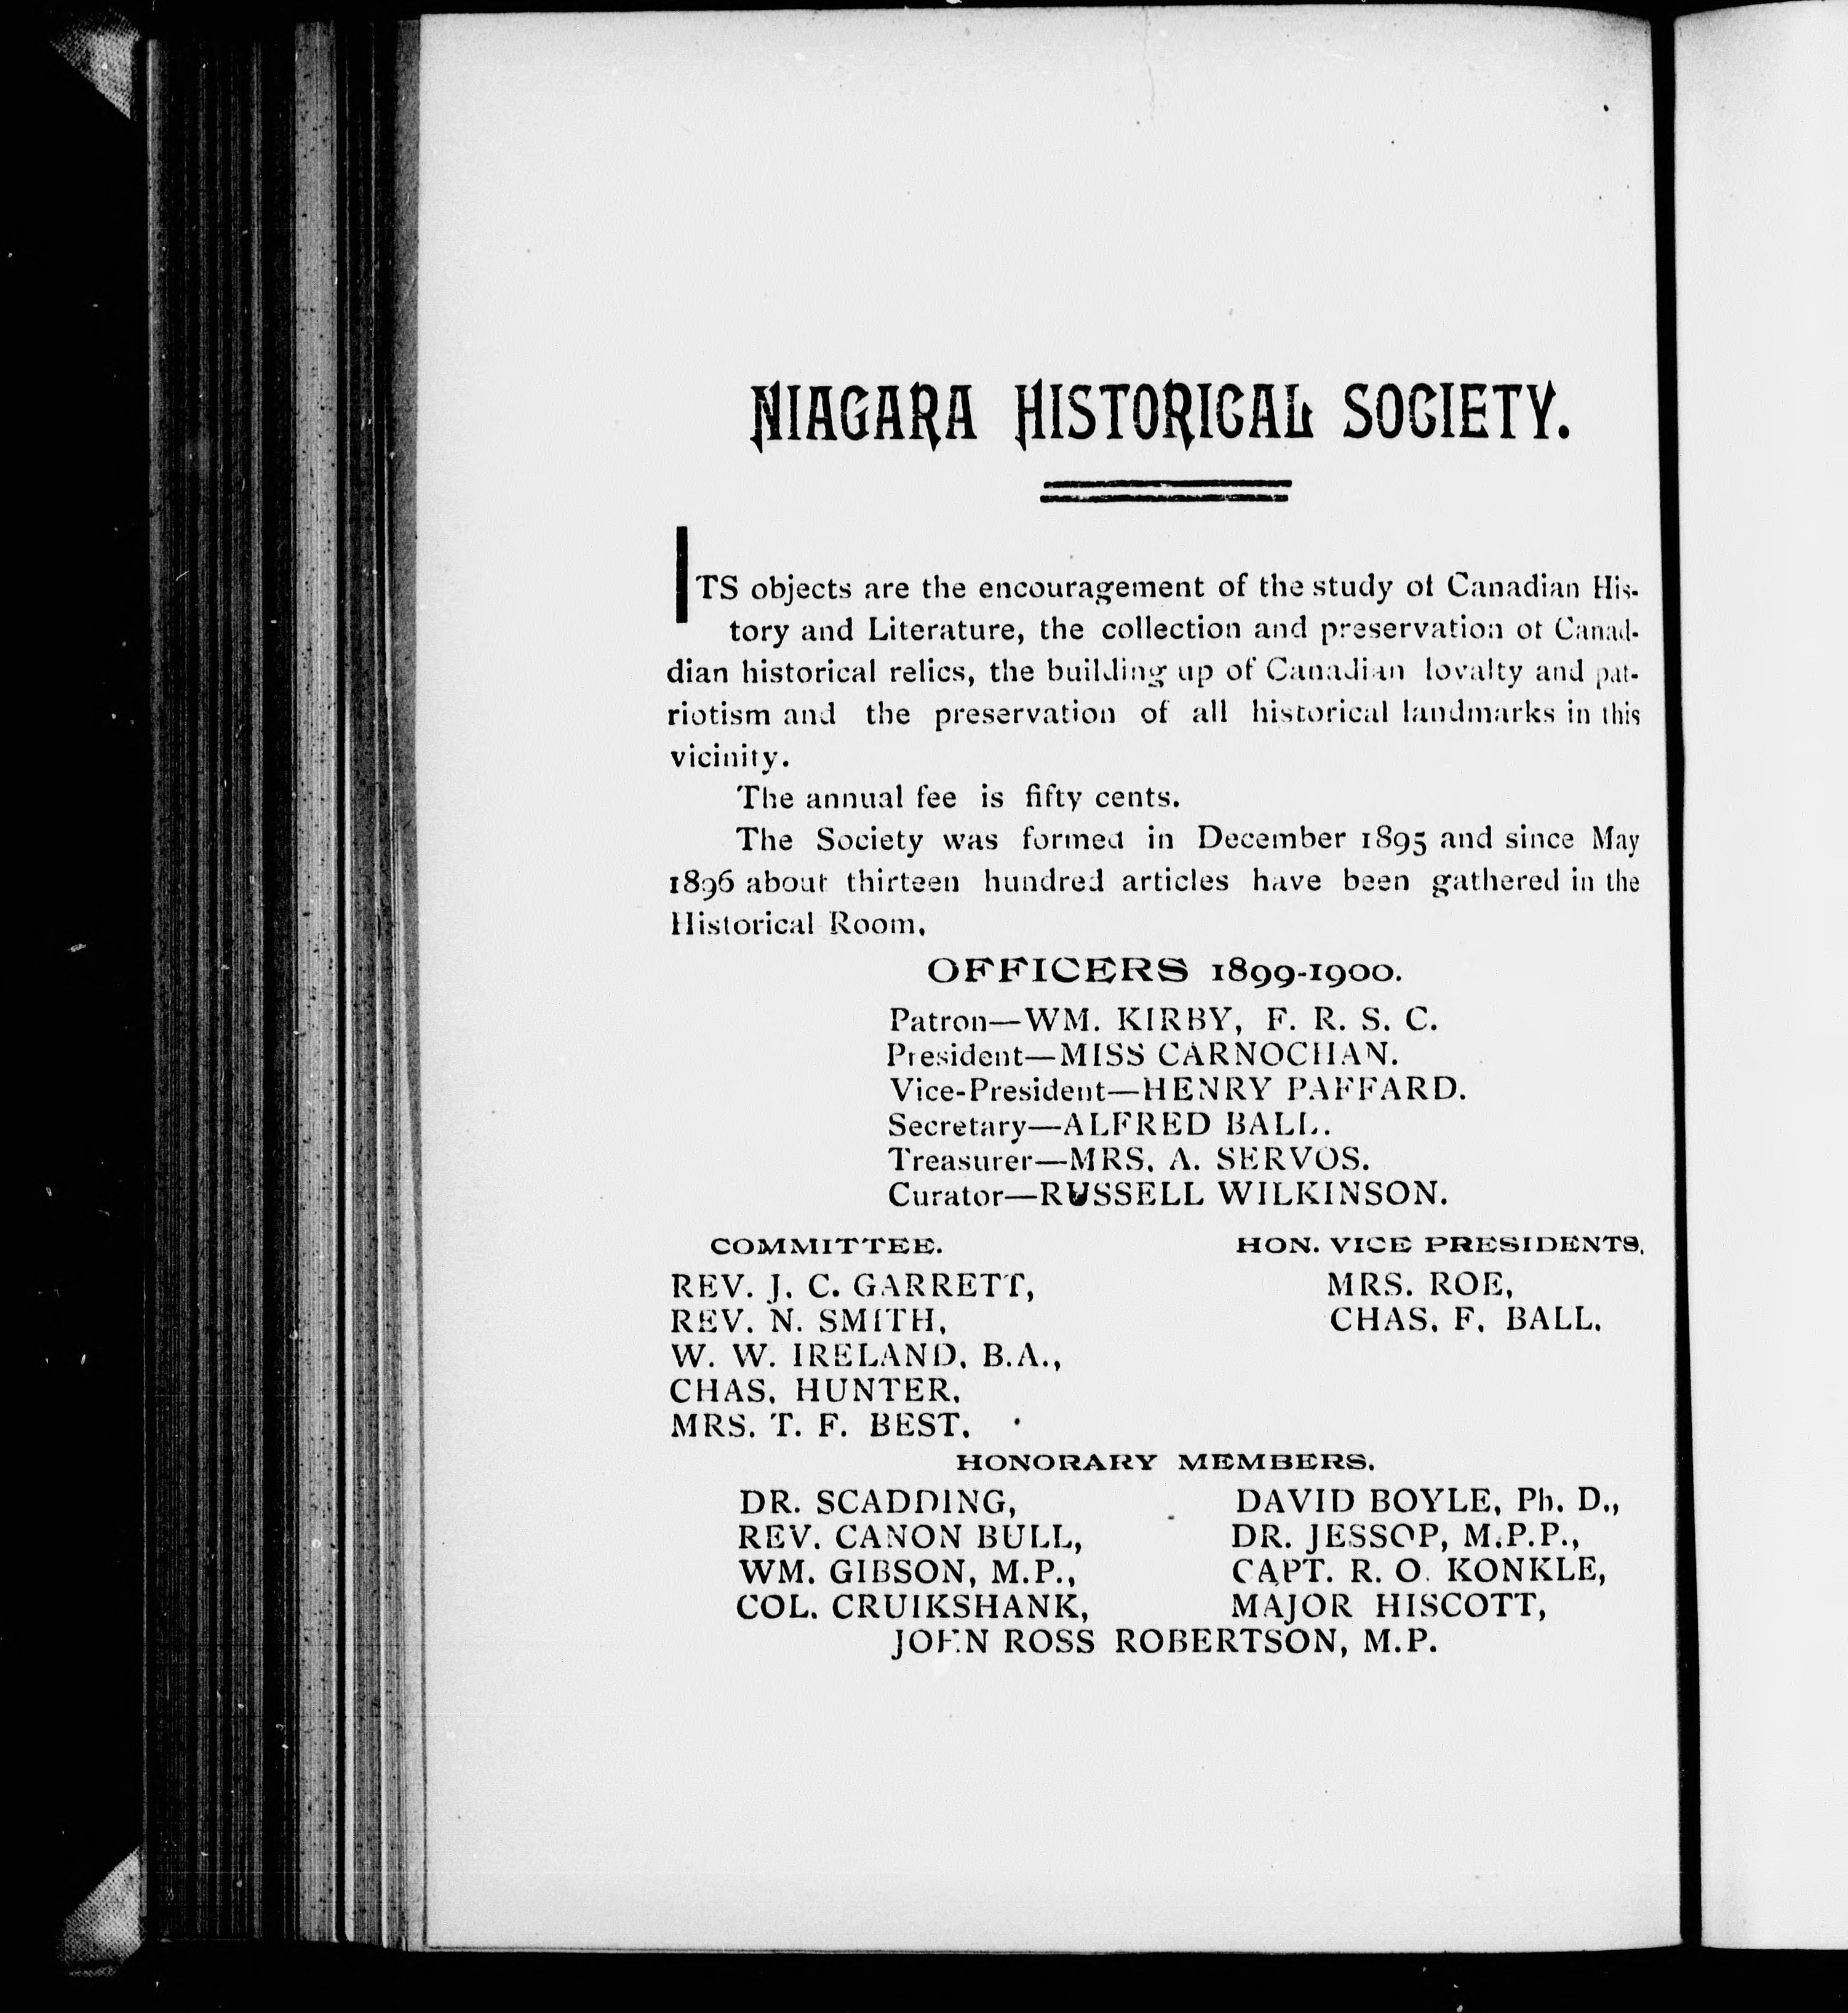 NIAGARA HISTORICAL SOCIETY.
ITS objects are the encouragement of the study of Canadian His-
tory and Literature, the collection and preservation of Canad-
dian historical relics, the building up of Canadian loyalty and pat-
riotism and the preservation of all historical landmarks in this
vicinity.
The annual fee is fifty cents.
The Society was formed in December 1895 and since May
1896 about thirteen hundred articles have been gathered in the
Historical Room.
OFFICERS 1899-1900.
Patron—WM. KIRBY, F. R. S. C.
President—MISS CARNOCHAN.
Vice-President—HENRY PAFFARD.
Secretary—ALFRED BALL.
Treasurer—MRS. A. SERVOS.
Curator—RUSSELL WILKINSON.
COMMITTEE.
REV. J. C. GARRETT,
REV. N. SMITH,
W. W. IRELAND, B.A.,
CHAS. HUNTER,
MRS. T. F. BEST.
HON. VICE PRESIDENTS.
MRS. ROE,
CHAS. F. BALL.
HONORARY MEMBERS.
DR. SCADDING,
REV. CANON BULL,
WM. GIBSON, M.P.,
COL. CRUIKSHANK,
DAVID BOYLE, Ph. D.,
DR. JESSOP, M.P.P.,
CAPT. R. O. KONKLE,
MAJOR HISCOTT,
JOHN ROSS ROBERTSON, M.P.